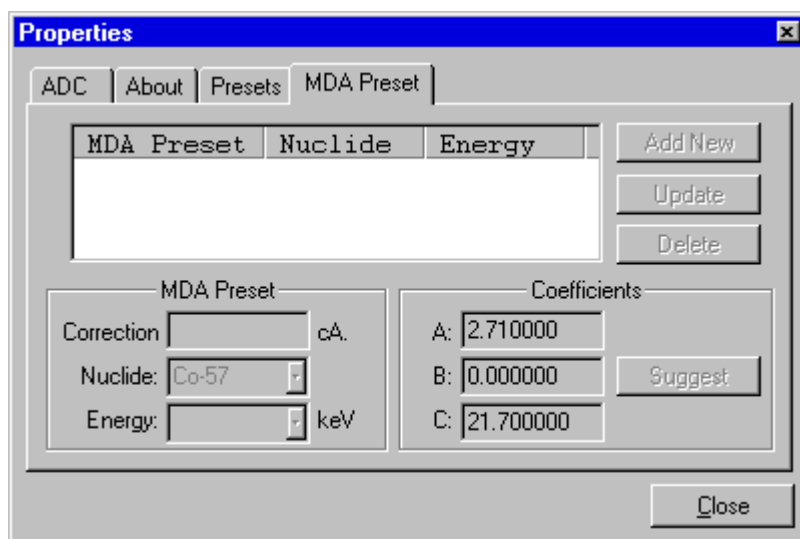 Properties
ADC About Presets MDA Preset
MDA Preset Nuclide Energy
Add New
Update
Delete
MDA Preset
Correction cA.
Nuclide: Co-57
Energy: keV
Coefficients
A: 2.710000
B: 0.000000
C: 21.700000
Suggest
Close